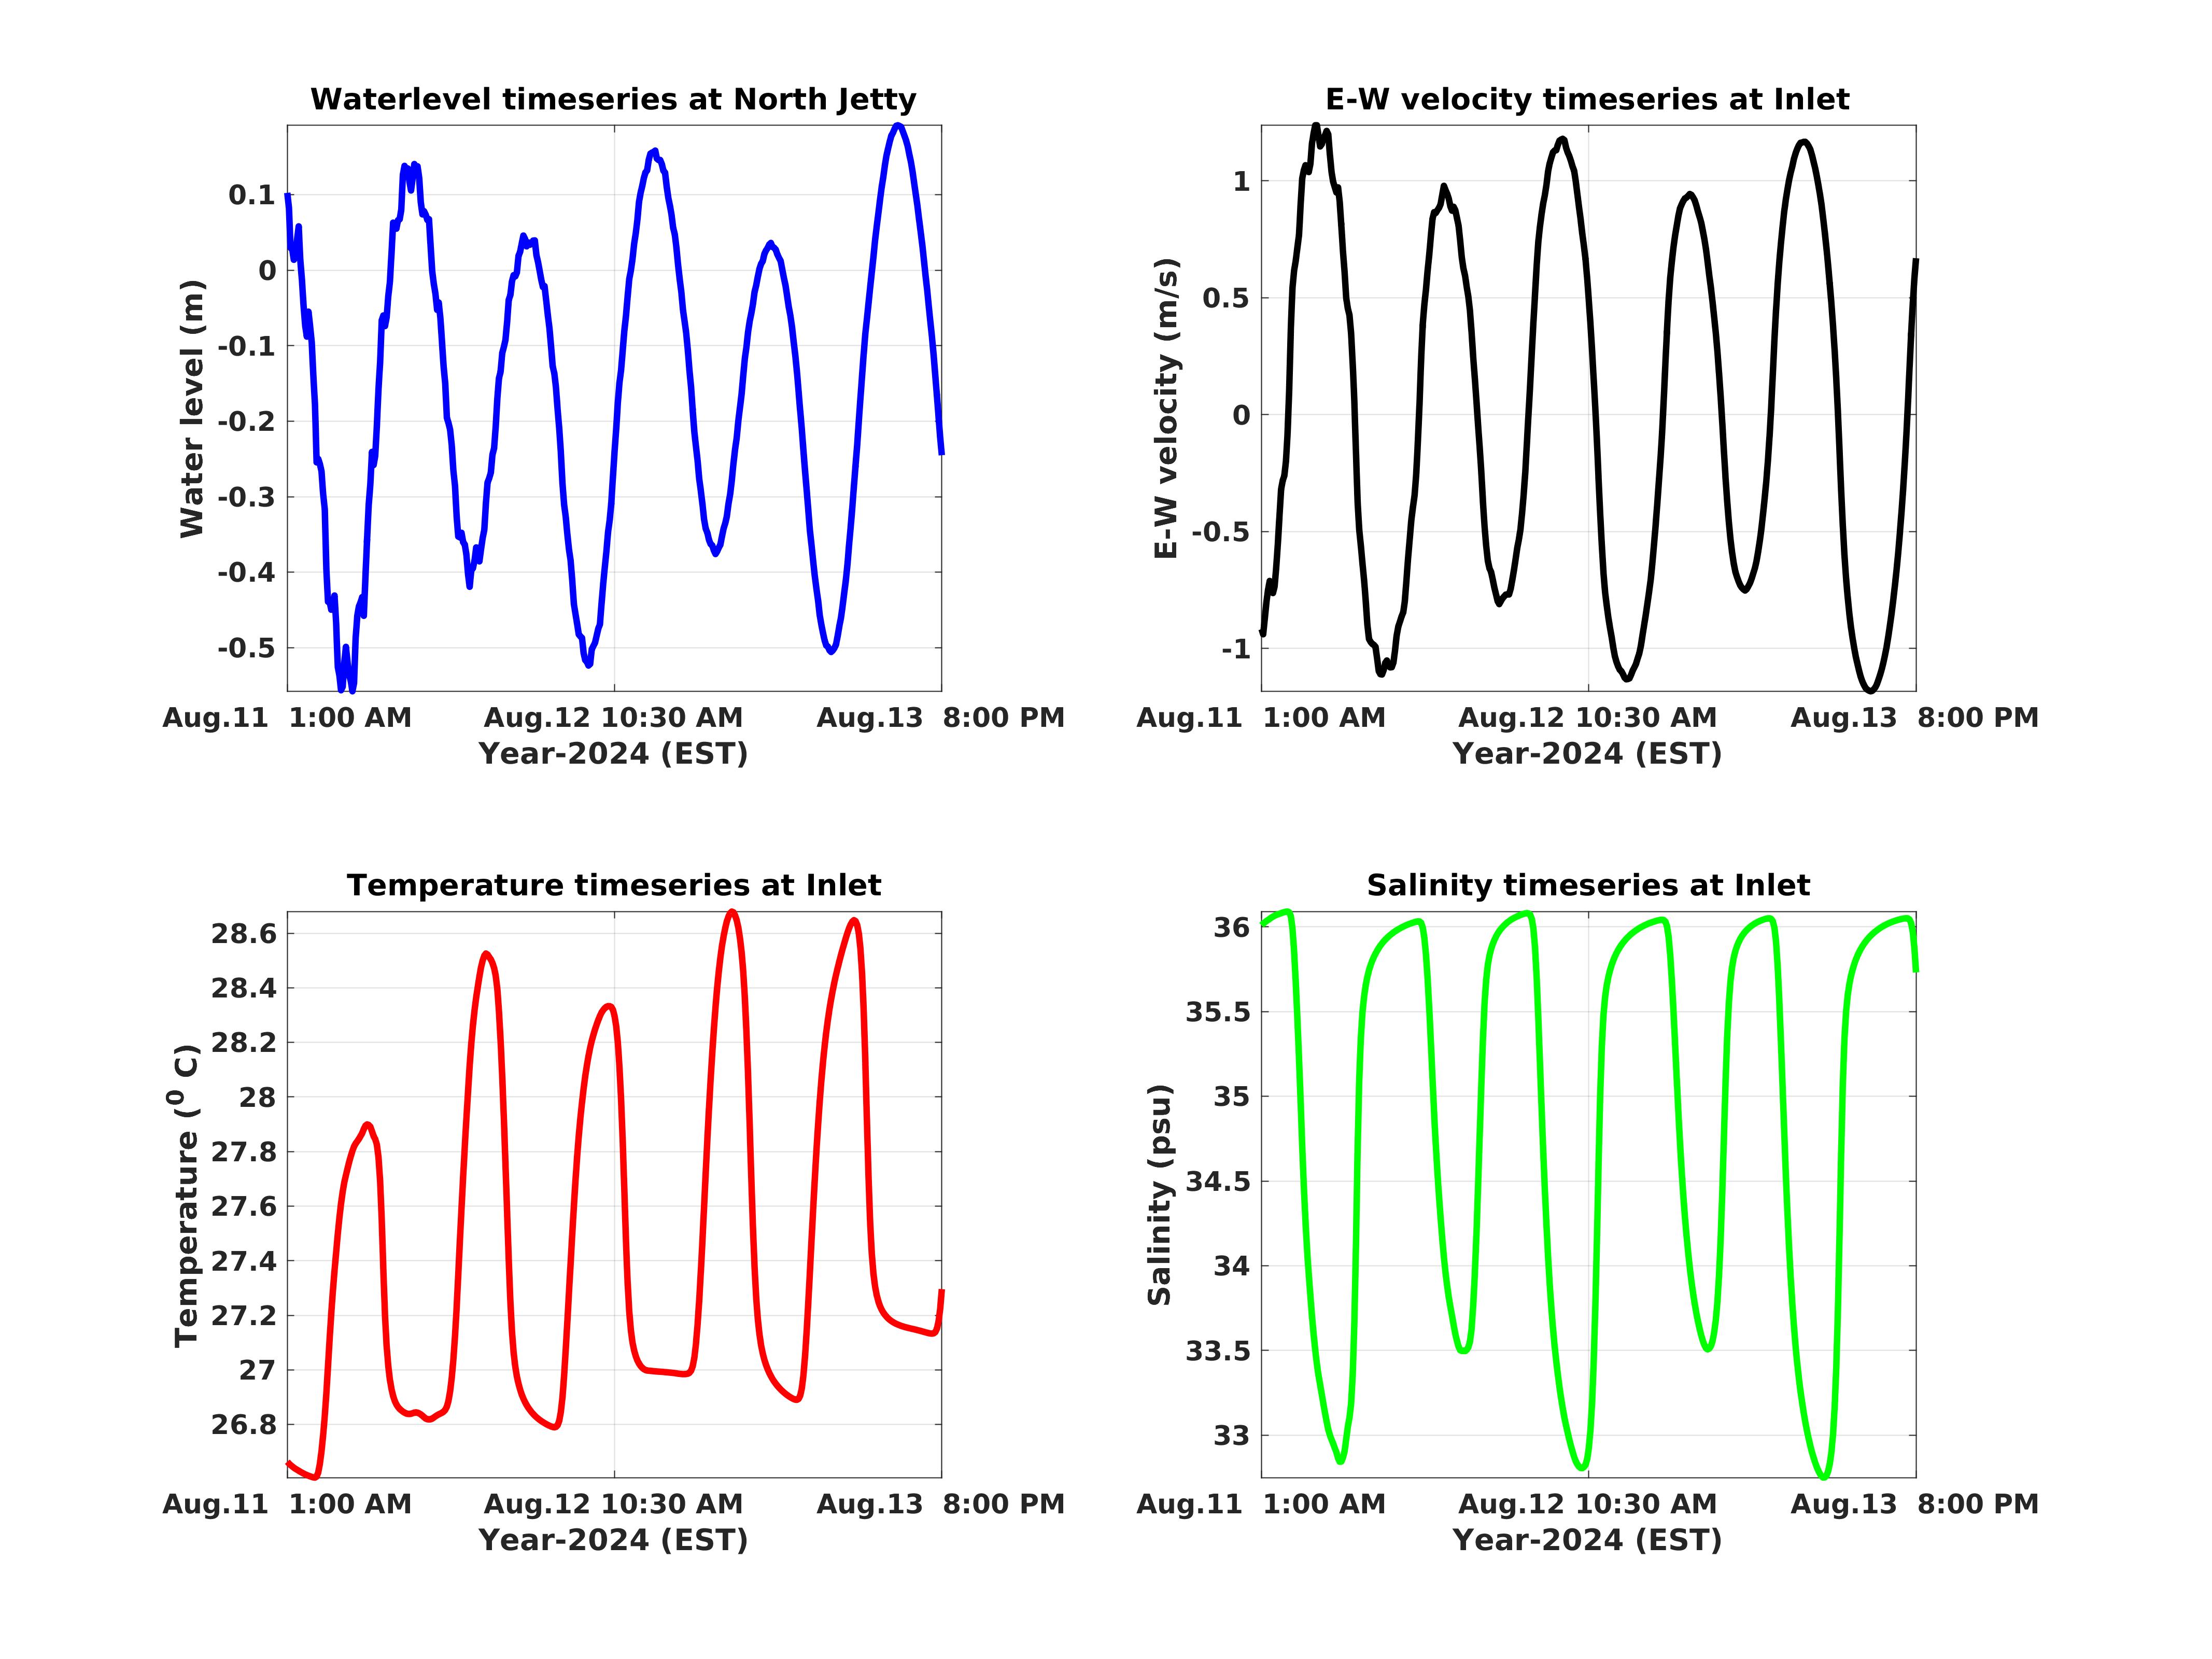 Waterlevel timeseries at North Jetty
Water level (m)
0.1
0
-0.1
-0.2
-0.3
-0.4
-0.5
Aug.11 1:00 AM
Aug.12 10:30 AM
Aug.13 8:00 PM
Year-2024 (EST)
E-W velocity timeseries at Inlet
E-W velocity (m/s)
1
0.5
0
-0.5
-1
Aug.11 1:00 AM
Aug.12 10:30 AM
Aug.13 8:00 PM
Year-2024 (EST)
Temperature timeseries at Inlet
Temperature (⁰ C)
28.6
28.4
28.2
28
27.8
27.6
27.4
27.2
27
26.8
Aug.11 1:00 AM
Aug.12 10:30 AM
Aug.13 8:00 PM
Year-2024 (EST)
Salinity timeseries at Inlet
Salinity (psu)
36
35.5
35
34.5
34
33.5
33
Aug.11 1:00 AM
Aug.12 10:30 AM
Aug.13 8:00 PM
Year-2024 (EST)